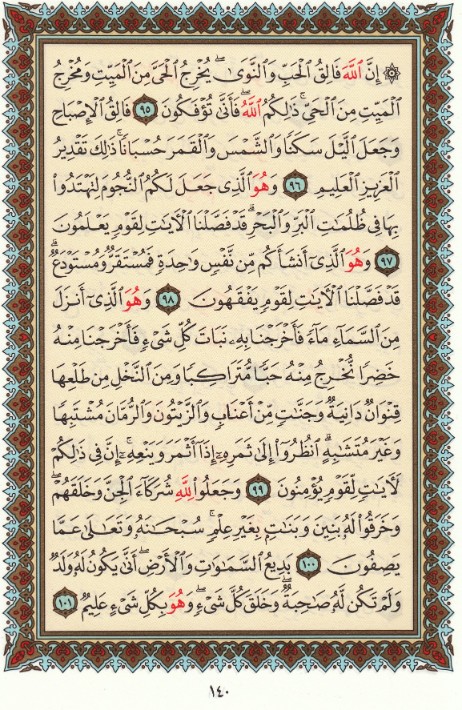 ۞ إِنَّ ٱللَّهَ فَالِقُ ٱلْحَبِّ وَٱلنَّوَىٰ ۖ يُخْرِجُ ٱلْحَىَّ مِنَ ٱلْمَيِّتِ وَمُخْرِجُ
ٱلْمَيِّتِ مِنَ ٱلْحَىِّ ۚ ذَٰلِكُمُ ٱللَّهُ ۖ فَأَنَّىٰ تُؤْفَكُونَ ٩٥ فَالِقُ ٱلْإِصْبَاحِ
وَجَعَلَ ٱلَّيْلَ سَكَنًا وَٱلشَّمْسَ وَٱلْقَمَرَ حُسْبَانًا ۚ ذَٰلِكَ تَقْدِيرُ
ٱلْعَزِيزِ ٱلْعَلِيمِ ٩٦ وَهُوَ ٱلَّذِى جَعَلَ لَكُمُ ٱلنُّجُومَ لِتَهْتَدُوا۟
بِهَا فِى ظُلُمَٰتِ ٱلْبَرِّ وَٱلْبَحْرِ ۗ قَدْ فَصَّلْنَا ٱلْءَايَٰتِ لِقَوْمٍ يَعْلَمُونَ
٩٧ وَهُوَ ٱلَّذِىٓ أَنشَأَكُم مِّن نَّفْسٍ وَٰحِدَةٍ فَمُسْتَقَرٌّ وَمُسْتَوْدَعٌ ۗ
قَدْ فَصَّلْنَا ٱلْءَايَٰتِ لِقَوْمٍ يَفْقَهُونَ ٩٨ وَهُوَ ٱلَّذِىٓ أَنزَلَ
مِنَ ٱلسَّمَآءِ مَآءً فَأَخْرَجْنَا بِهِۦ نَبَاتَ كُلِّ شَىْءٍ فَأَخْرَجْنَا مِنْهُ
خَضِرًا نُّخْرِجُ مِنْهُ حَبًّا مُّتَرَاكِبًا وَمِنَ ٱلنَّخْلِ مِن طَلْعِهَا
قِنْوَانٌ دَانِيَةٌ وَجَنَّٰتٍ مِّنْ أَعْنَابٍ وَٱلزَّيْتُونَ وَٱلرُّمَّانَ مُشْتَبِهًا
وَغَيْرَ مُتَشَٰبِهٍ ۗ ٱنظُرُوٓا۟ إِلَىٰ ثَمَرِهِۦٓ إِذَآ أَثْمَرَ وَيَنْعِهِۦٓ ۚ إِنَّ فِى ذَٰلِكُمْ
لَءَايَٰتٍ لِّقَوْمٍ يُؤْمِنُونَ ٩٩ وَجَعَلُوا۟ لِلَّهِ شُرَكَآءَ ٱلْجِنَّ وَخَلَقَهُمْ ۖ
وَخَرَقُوا۟ لَهُۥ بَنِينَ وَبَنَٰتٍۭ بِغَيْرِ عِلْمٍ ۚ سُبْحَٰنَهُۥ وَتَعَٰلَىٰ عَمَّا
يَصِفُونَ ١٠٠ بَدِيعُ ٱلسَّمَٰوَٰتِ وَٱلْأَرْضِ ۖ أَنَّىٰ يَكُونُ لَهُۥ وَلَدٌ
وَلَمْ تَكُن لَّهُۥ صَٰحِبَةٌ ۖ وَخَلَقَ كُلَّ شَىْءٍ ۖ وَهُوَ بِكُلِّ شَىْءٍ عَلِيمٌ ١٠١
١٤٠